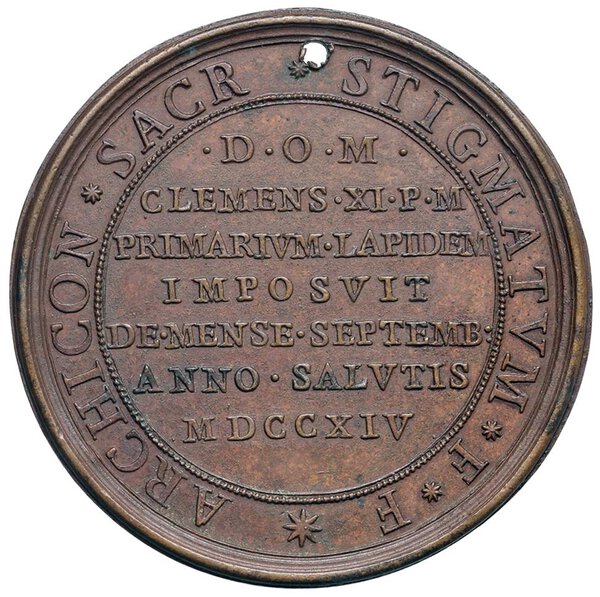 ARCHICON * SACR * STIGMATVM * F * F
· D · O · M ·
CLEMENS · XI · P · M
PRIMARIVM · LAPIDEM
IMPOSVIT
DE · MENSE · SEPTEMB:
ANNO · SALVTIS
MDCCXIV